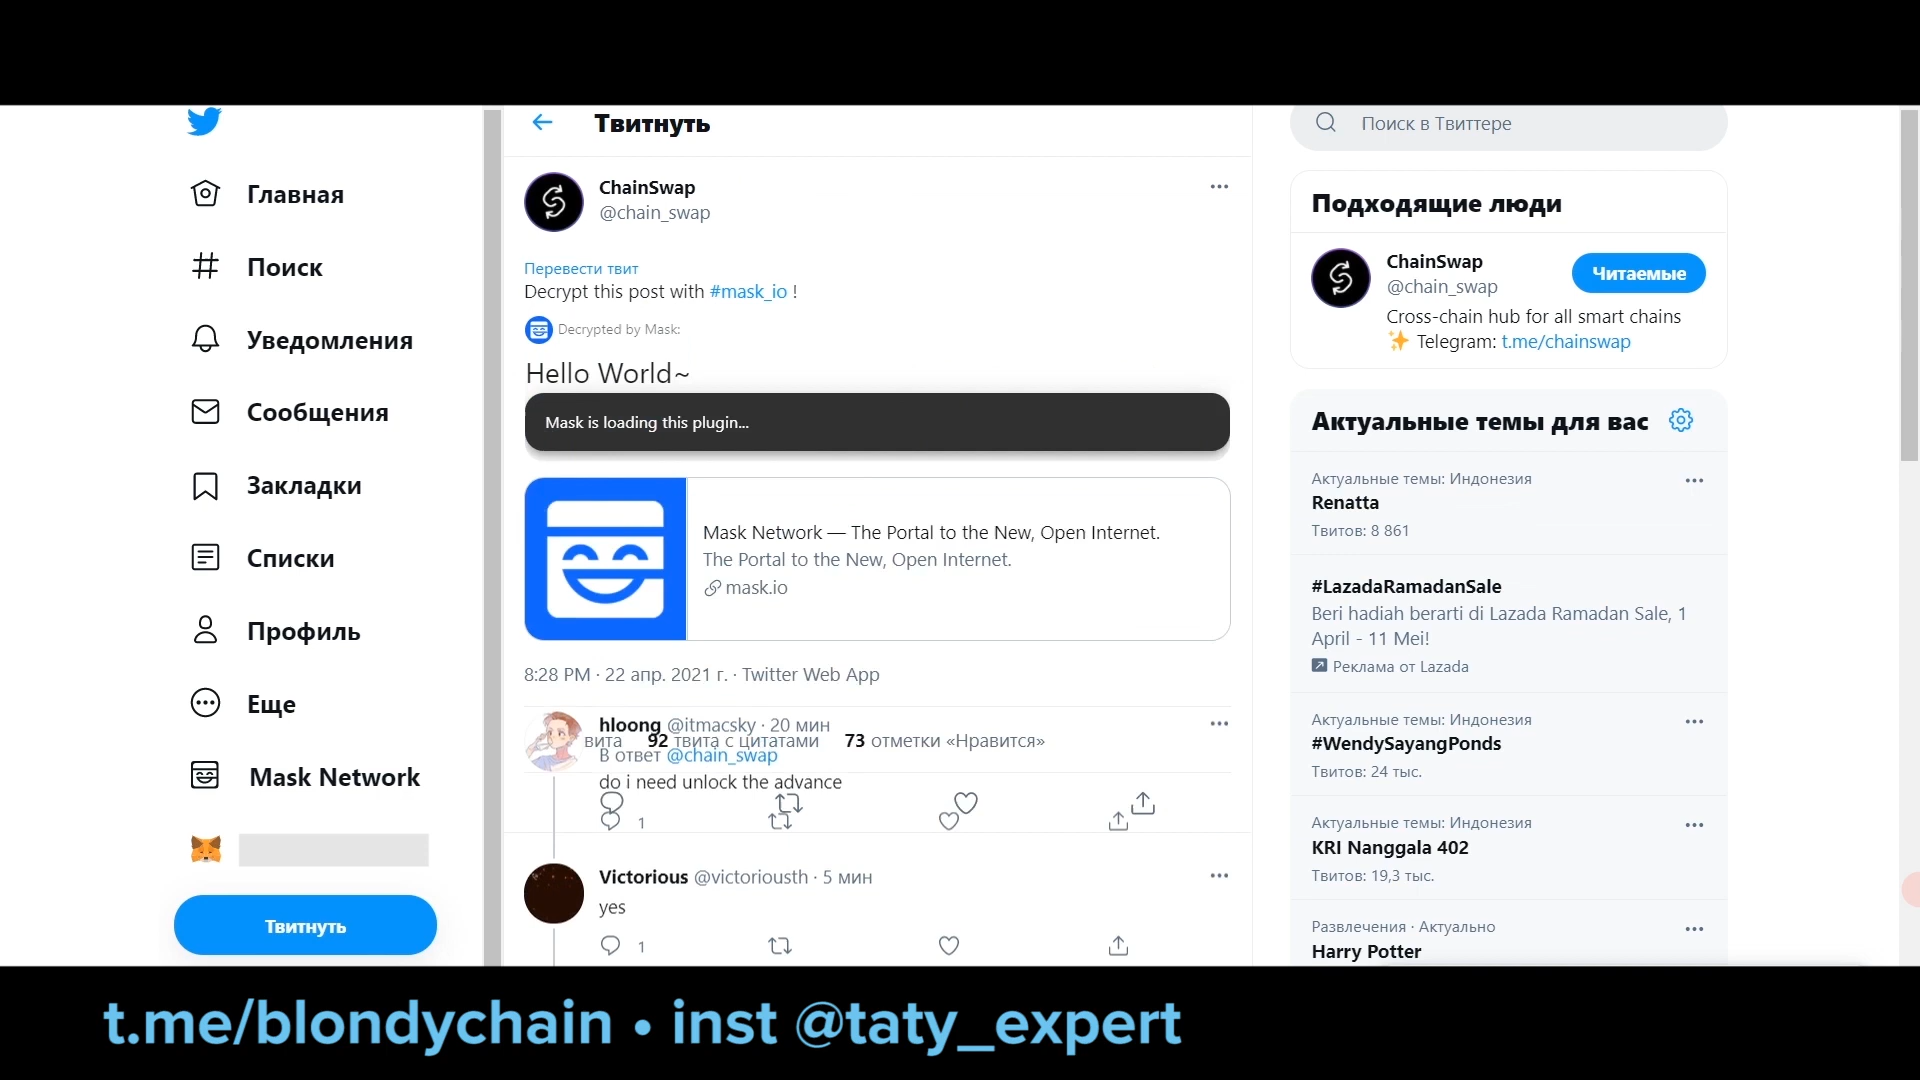 Главная
Поиск
Уведомления
Сообщения
Закладки
Списки
Профиль
Еще
Mask Network
Твитнуть
Твитнуть
ChainSwap
@chain_swap
Перевести твит
Decrypt this post with #mask_io !
Decrypted by Mask:
Hello World~
Mask is loading this plugin...
Mask Network — The Portal to the New, Open Internet.
The Portal to the New, Open Internet.
mask.io
8:28 PM · 22 апр. 2021 г. · Twitter Web App
hloong @itmacsky · 20 мин
вита 92 твита с цитатами 73 отметки «Нравится»
В ответ @chain_swap
do i need unlock the advance
1
Victorious @victoriousth · 5 мин
yes
1
Поиск в Твиттере
Подходящие люди
ChainSwap
@chain_swap
Читаемые
Cross-chain hub for all smart chains
✨ Telegram: t.me/chainswap
Актуальные темы для вас
Актуальные темы: Индонезия
Renatta
Твитов: 8 861
#LazadaRamadanSale
Beri hadiah berarti di Lazada Ramadan Sale, 1
April - 11 Mei!
Реклама от Lazada
Актуальные темы: Индонезия
#WendySayangPonds
Твитов: 24 тыс.
Актуальные темы: Индонезия
KRI Nanggala 402
Твитов: 19,3 тыс.
Развлечения · Актуально
Harry Potter
t.me/blondychain • inst @taty_expert